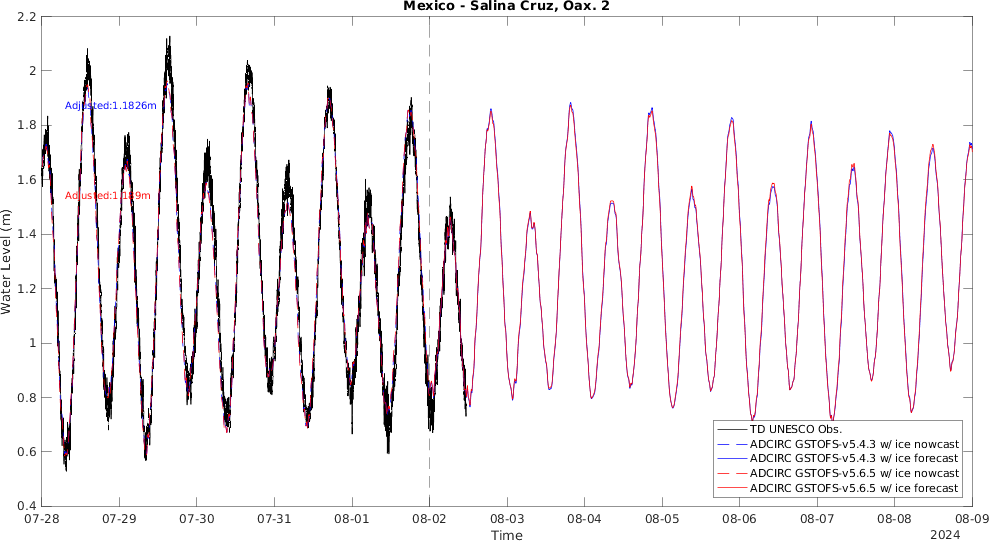 Mexico - Salina Cruz, Oax. 2
Water Level (m)
2.2
2
1.8
1.6
1.4
1.2
1
0.8
0.6
0.4
Adjusted:1.1826m
Adjusted:1.189m
TD UNESCO Obs.
ADCIRC GSTOFS-v5.4.3 w/ ice nowcast
ADCIRC GSTOFS-v5.4.3 w/ ice forecast
ADCIRC GSTOFS-v5.6.5 w/ ice nowcast
ADCIRC GSTOFS-v5.6.5 w/ ice forecast
07-28 07-29 07-30 07-31 08-01 08-02 08-03 08-04 08-05 08-06 08-07 08-08 08-09
Time
2024